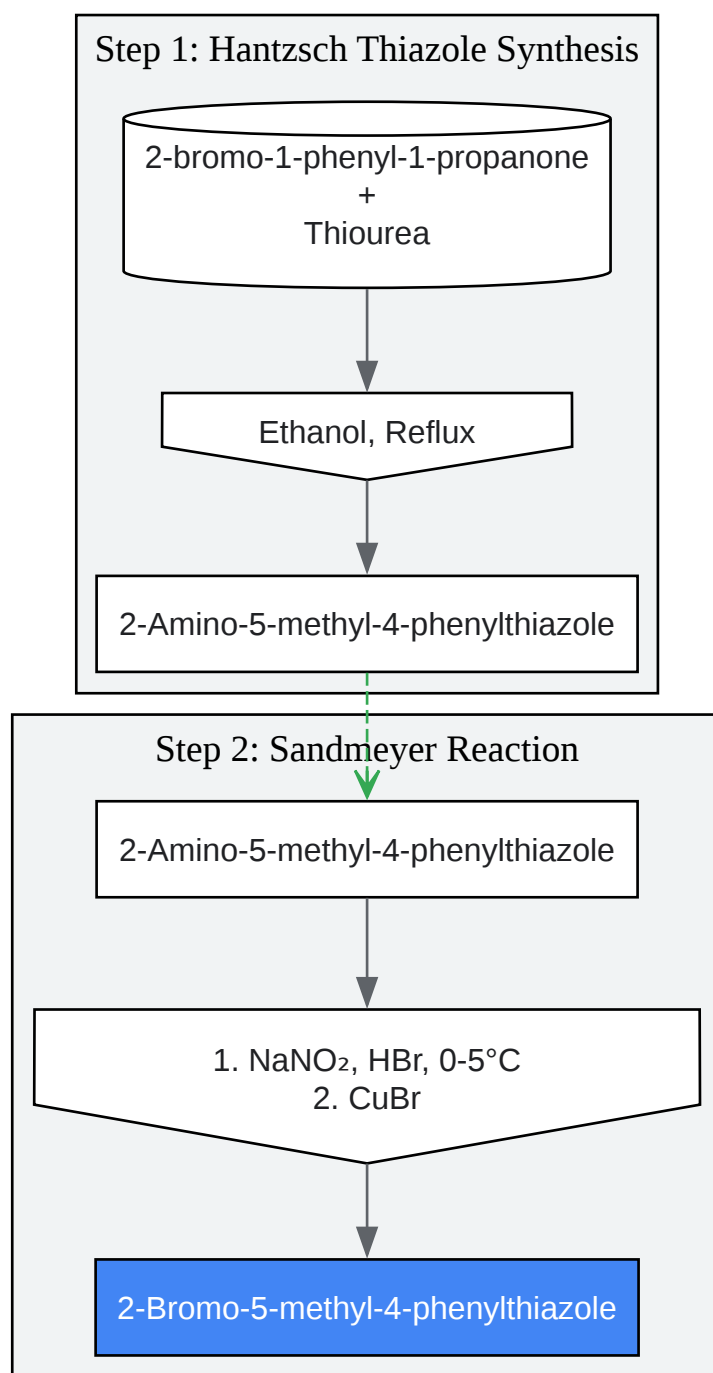 Step 1: Hantzsch Thiazole Synthesis
2-bromo-1-phenyl-1-propanone
+
Thiourea
Ethanol, Reflux
2-Amino-5-methyl-4-phenylthiazole
Step 2: Sandmeyer Reaction
2-Amino-5-methyl-4-phenylthiazole
1. NaNO₂, HBr, 0-5°C
2. CuBr
2-Bromo-5-methyl-4-phenylthiazole